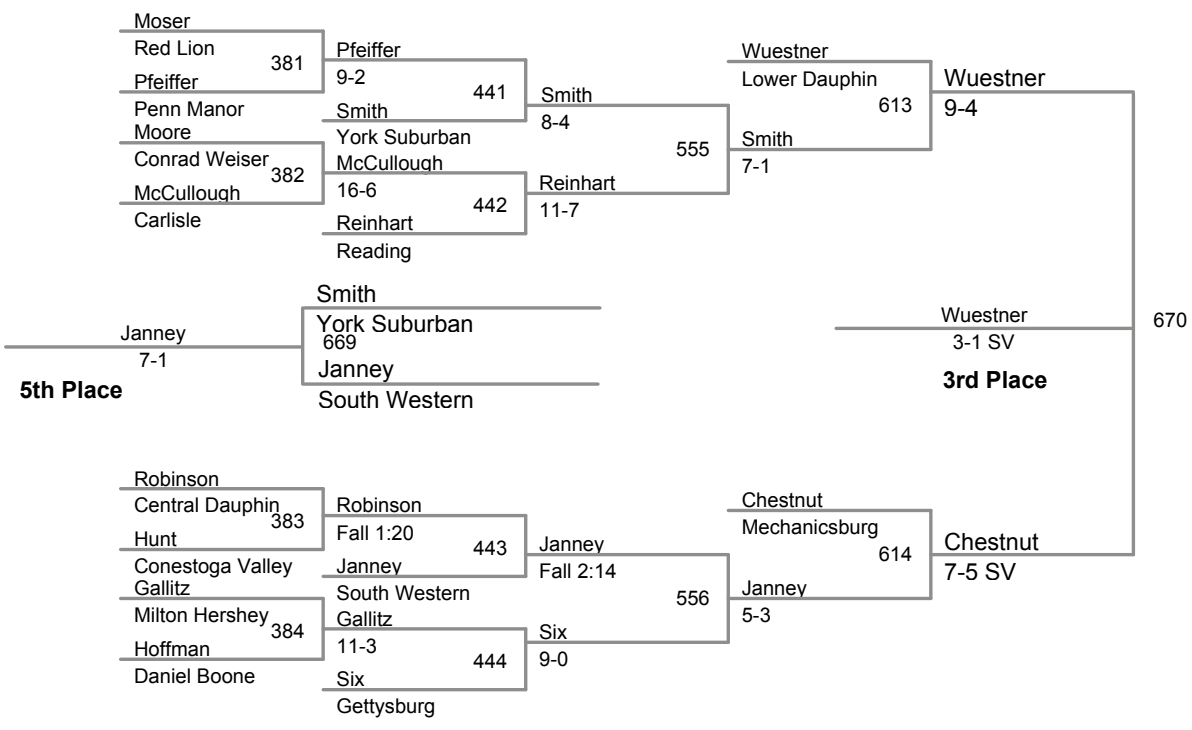 Moser
Red Lion
381
Pfeiffer
Penn Manor
Moore
Conrad Weiser
382
McCullough
Carlisle
Pfeiffer
9-2
441
Smith
York Suburban
McCullough
16-6
442
Reinhart
Reading
Smith
8-4
555
Reinhart
11-7
Wuestner
Lower Dauphin
613
Smith
7-1
Wuestner
9-4
Smith
York Suburban
669
Janney
South Western
Janney
7-1
5th Place
Wuestner
3-1 SV
3rd Place
670
Robinson
Central Dauphin
383
Hunt
Conestoga Valley
Gallitz
Milton Hershey
384
Hoffman
Daniel Boone
Robinson
Fall 1:20
443
Janney
South Western
Gallitz
11-3
444
Six
Gettysburg
Janney
Fall 2:14
556
Six
9-0
Chestnut
Mechanicsburg
614
Janney
5-3
Chestnut
7-5 SV